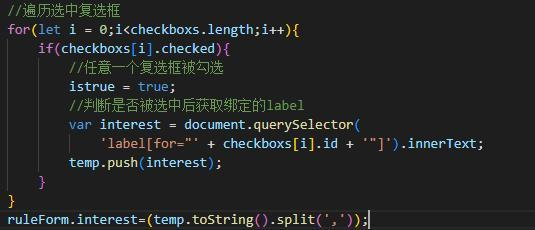 //遍历选中复选框
for(let i = 0;i<checkboxs.length;i++){
if(checkboxs[i].checked){
//任意一个复选框被勾选
istrue = true;
//判断是否被选中后获取绑定的label
var interest = document.querySelector(
'label[for="' + checkboxs[i].id + '"]').innerText;
temp.push(interest);
}
}
ruleForm.interest=(temp.toString().split(','));